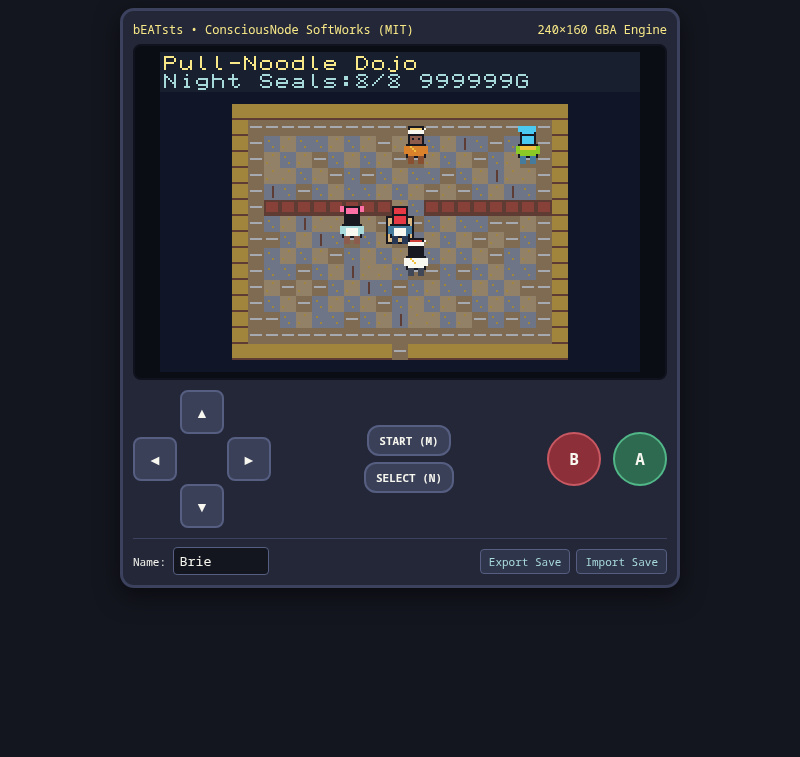 bEATsts • ConsciousNode SoftWorks (MIT)
240×160 GBA Engine
Pull-Noodle Dojo
Night Seals:8/8 999999G
START (M)
SELECT (N)
B
A
Name: Brie
Export Save
Import Save